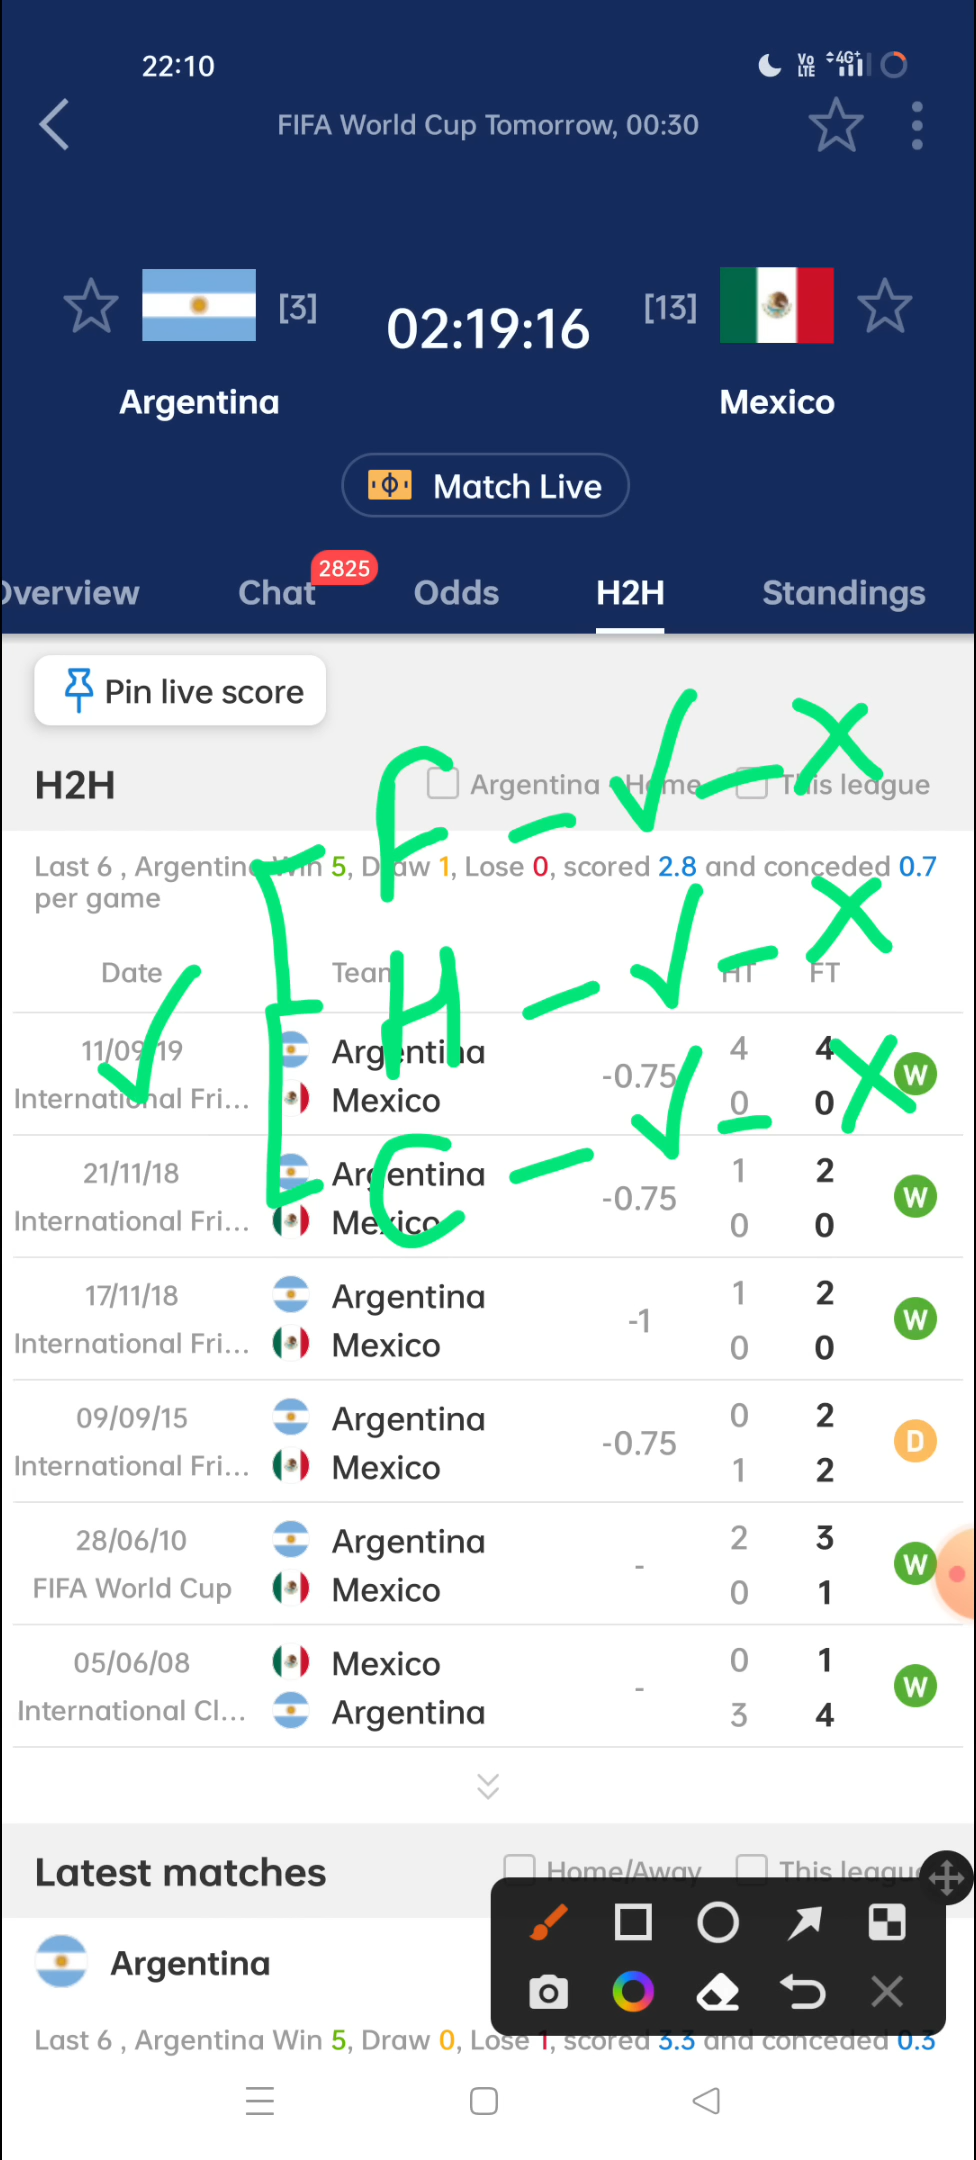 22:10 Vo LTE 4G+
FIFA World Cup Tomorrow, 00:30
[3] 02:19:16 [13]
Argentina Mexico
Match Live
2825
Overview Chat Odds H2H Standings
Pin live score
F - √ - X
H2H Argentina - Home This league
Last 6 , Argentina Win 5, Draw 1, Lose 0, scored 2.8 and conceded 0.7
per game
H - √ - X
Date Team HT FT
11/09/19 Argentina -0.75 4 4 W
International Fri... Mexico 0 0
C - √ - X
21/11/18 Argentina -0.75 1 2 W
International Fri... Mexico 0 0
17/11/18 Argentina -1 1 2 W
International Fri... Mexico 0 0
09/09/15 Argentina -0.75 0 2 D
International Fri... Mexico 1 2
28/06/10 Argentina - 2 3 W
FIFA World Cup Mexico 0 1
05/06/08 Mexico - 0 1 W
International Cl... Argentina 3 4
Latest matches Home/Away This league
Argentina
Last 6 , Argentina Win 5, Draw 0, Lose 1, scored 3.3 and conceded 0.3